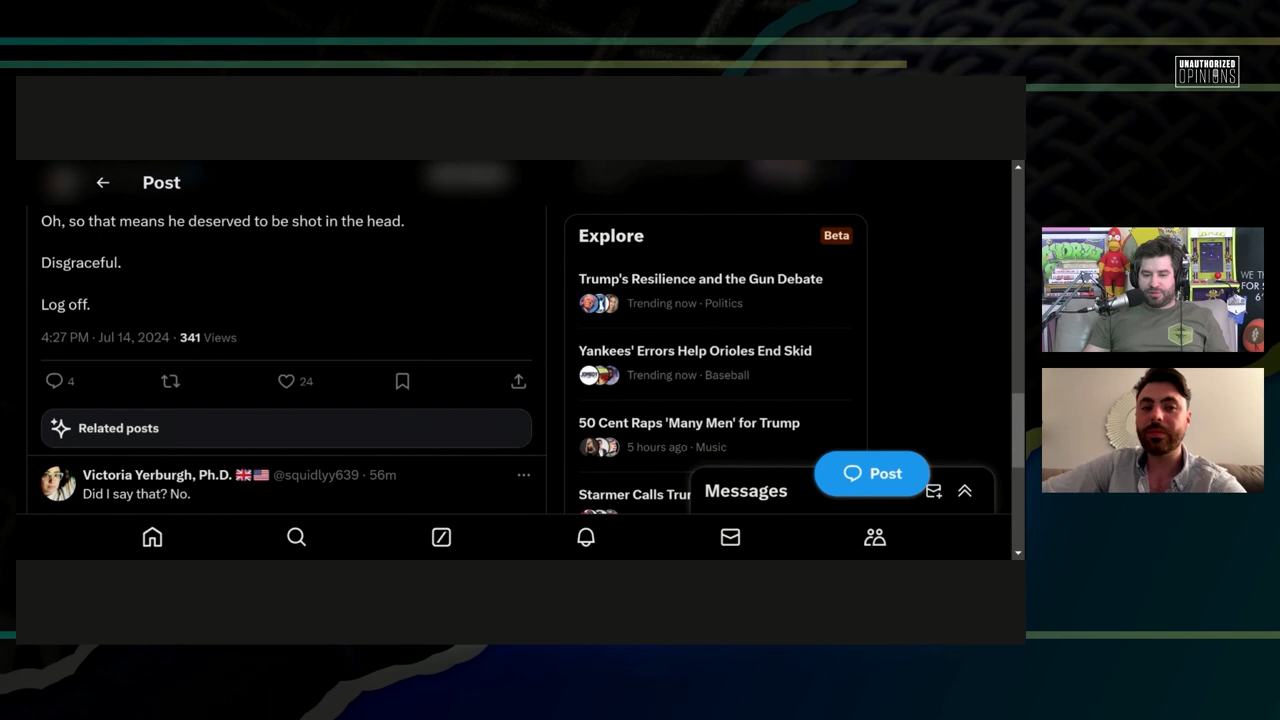 UNAUTHORIZED
OPINIONS
Post
Oh, so that means he deserved to be shot in the head.
Disgraceful.
Log off.
4:27 PM · Jul 14, 2024 · 341 Views
4
24
Related posts
Victoria Yerburgh, Ph.D. 🇬🇧🇺🇸 @squidlyy639 · 56m
Did I say that? No.
Explore
Beta
Trump's Resilience and the Gun Debate
Trending now · Politics
Yankees' Errors Help Orioles End Skid
Trending now · Baseball
50 Cent Raps 'Many Men' for Trump
5 hours ago · Music
Starmer Calls
Post
Messages
WE
FOR
6'